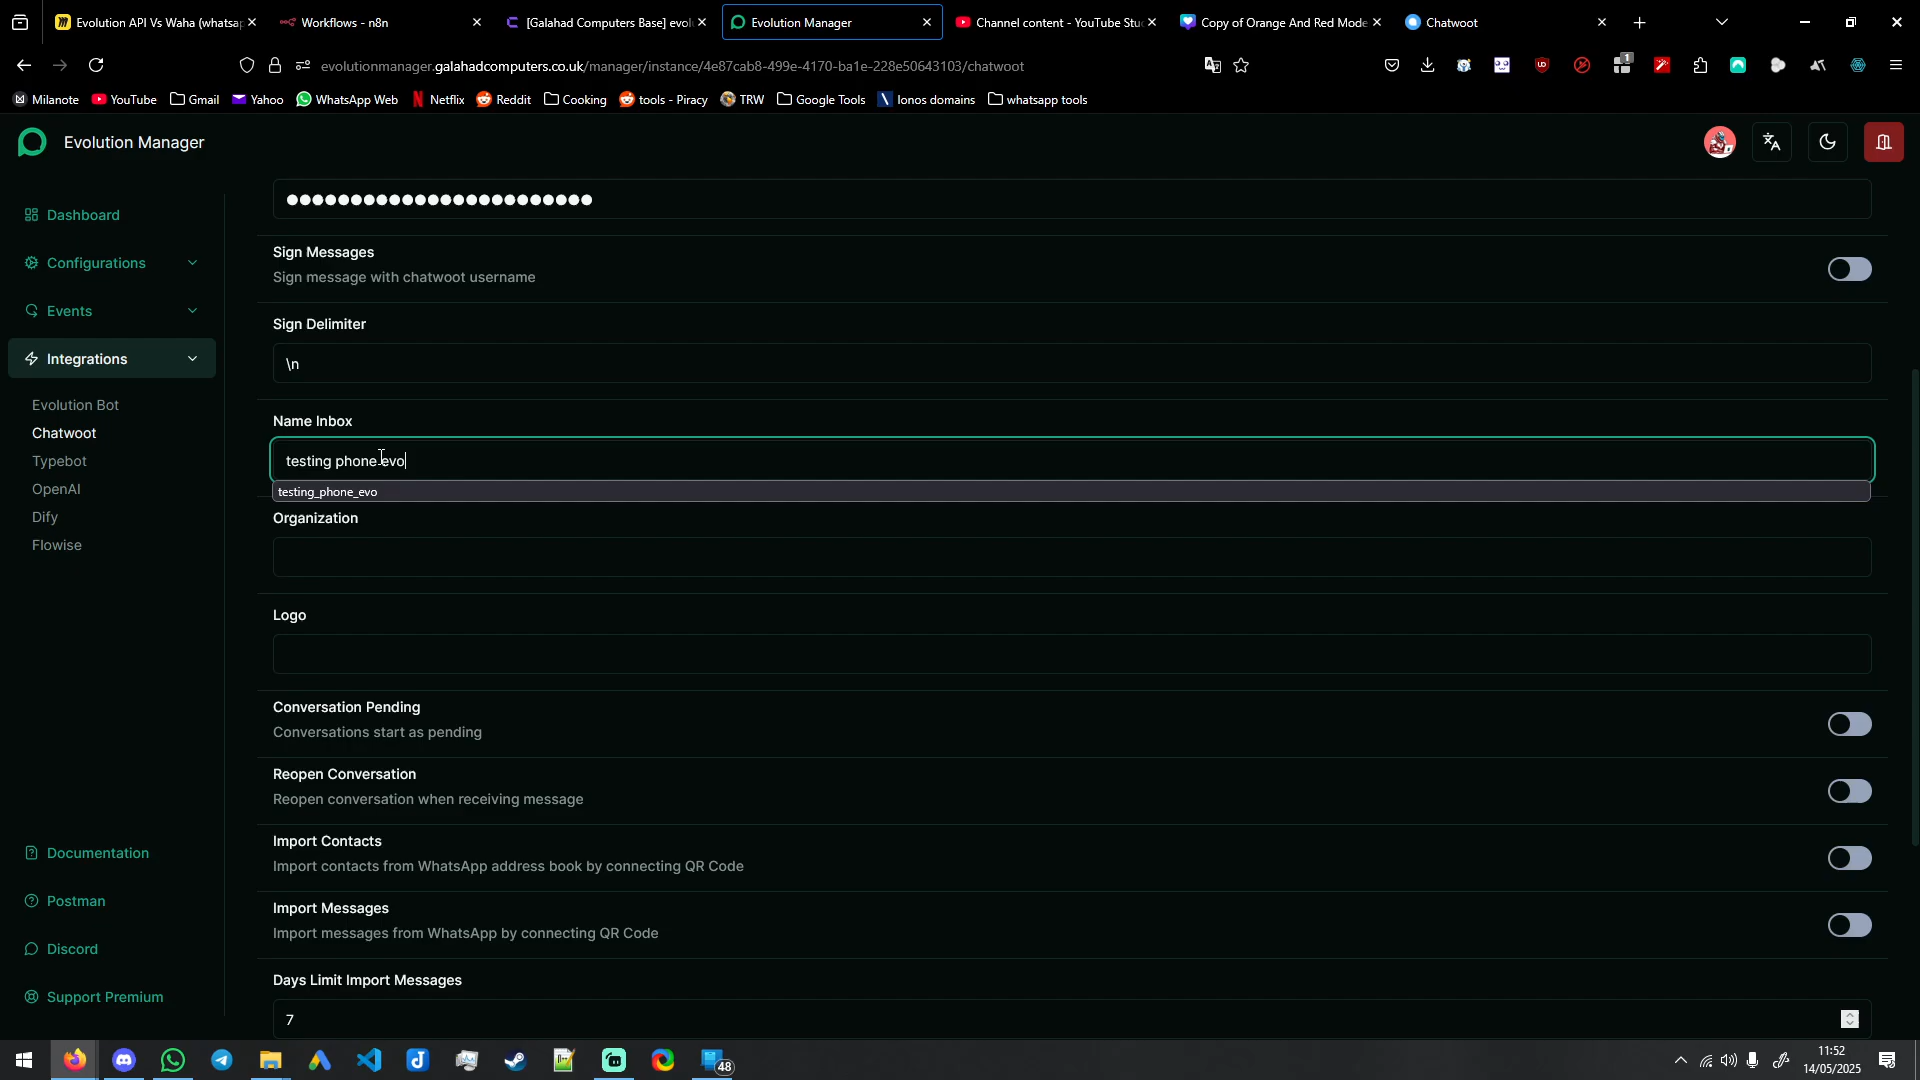 Evolution API Vs Waha (whatsap
Workflows - n8n
[Galahad Computers Base] evol
Evolution Manager
Channel content - YouTube Stu
Copy of Orange And Red Mode
Chatwoot
evolutionmanager.galahadcomputers.co.uk/manager/instance/4e87cab8-499e-4170-ba1e-228e50643103/chatwoot
1
Milanote
YouTube
Gmail
Yahoo
WhatsApp Web
Netflix
Reddit
Cooking
tools - Piracy
TRW
Google Tools
Ionos domains
whatsapp tools
Evolution Manager
Dashboard
Configurations
Events
Integrations
Evolution Bot
Chatwoot
Typebot
OpenAI
Dify
Flowise
Documentation
Postman
Discord
Support Premium
Sign Messages
Sign message with chatwoot username
Sign Delimiter
\n
Name Inbox
testing phone evo
testing_phone_evo
Organization
Logo
Conversation Pending
Conversations start as pending
Reopen Conversation
Reopen conversation when receiving message
Import Contacts
Import contacts from WhatsApp address book by connecting QR Code
Import Messages
Import messages from WhatsApp by connecting QR Code
Days Limit Import Messages
7
48
11:52
14/05/2025